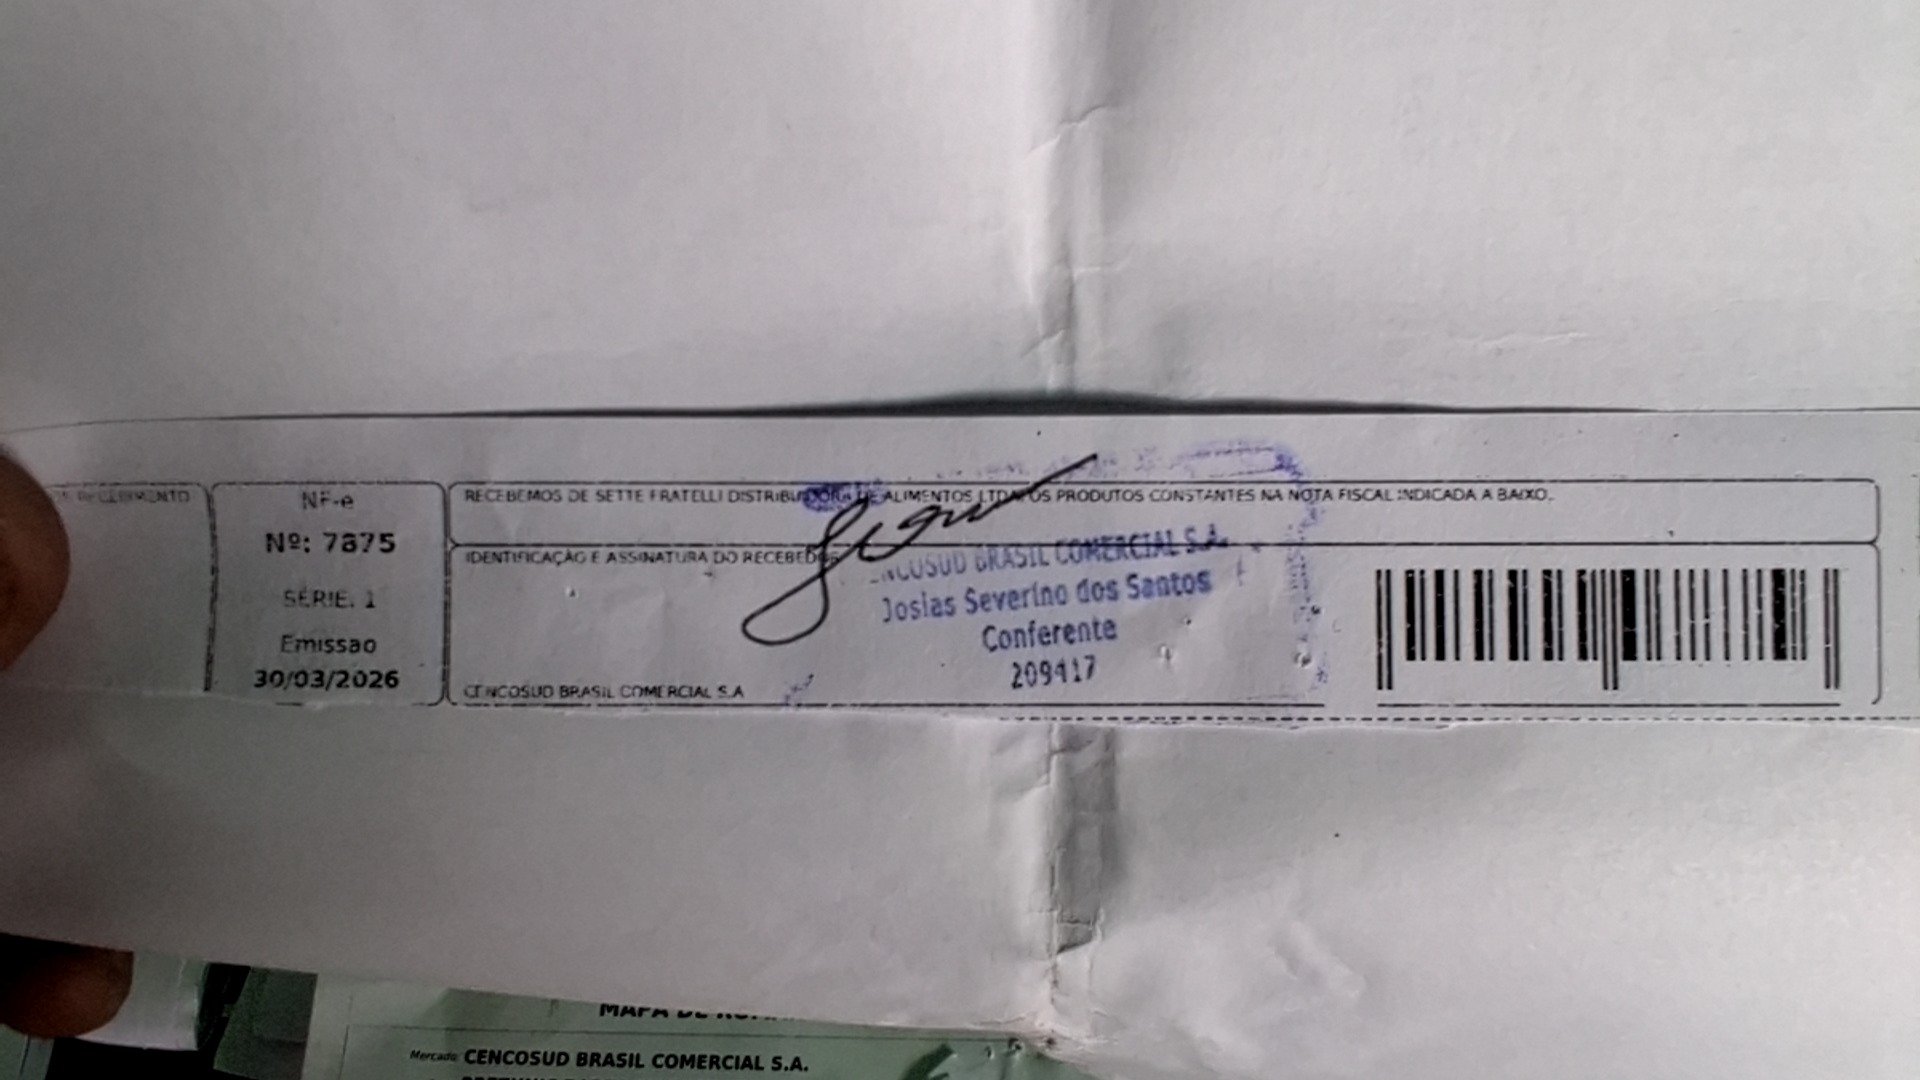 DE RECEBIMENTO
NF-e
Nº: 7875
SÉRIE. 1
Emissao
30/03/2026
RECEBEMOS DE SETTE FRATELLI DISTRIBUIDORA DE ALIMENTOS LTDA OS PRODUTOS CONSTANTES NA NOTA FISCAL INDICADA A BAIXO.
IDENTIFICAÇÃO E ASSINATURA DO RECEBEDOR
CENCOSUD BRASIL COMERCIAL S.A.
Josias Severino dos Santos
Conferente
209417
CENCOSUD BRASIL COMERCIAL S.A
MAPA DE
Mercado: CENCOSUD BRASIL COMERCIAL S.A.